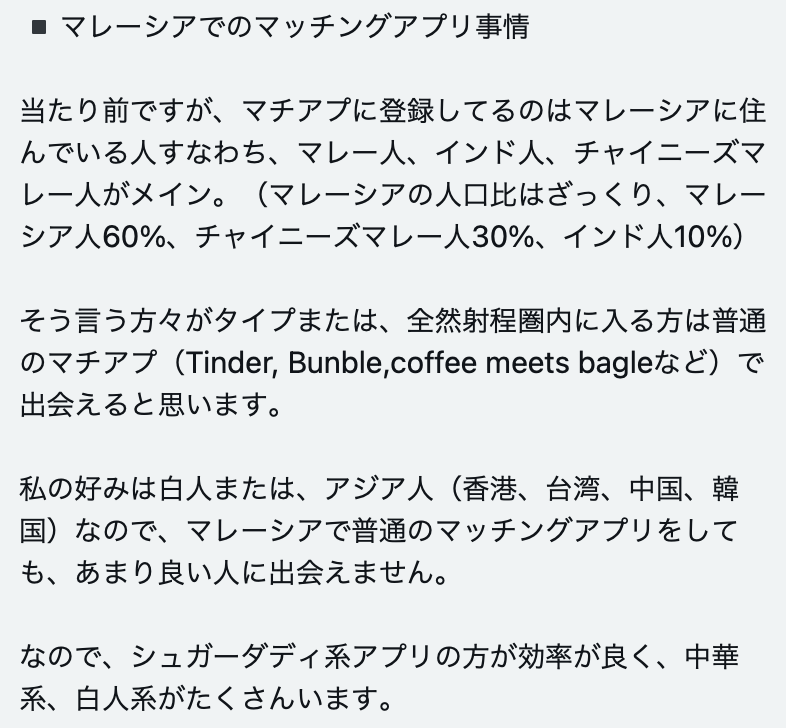 ■ マレーシアでのマッチングアプリ事情
当たり前ですが、マチアプに登録してるのはマレーシアに住
んでいる人すなわち、マレー人、インド人、チャイニーズマ
レー人がメイン。（マレーシアの人口比はざっくり、マレー
シア人60%、チャイニーズマレー人30%、インド人10%）
そう言う方々がタイプまたは、全然射程圏内に入る方は普通
のマチアプ（Tinder, Bunble,coffee meets bagleなど）で
出会えると思います。
私の好みは白人または、アジア人（香港、台湾、中国、韓
国）なので、マレーシアで普通のマッチングアプリをして
も、あまり良い人に出会えません。
なので、シュガーダディ系アプリの方が効率が良く、中華
系、白人系がたくさんいます。